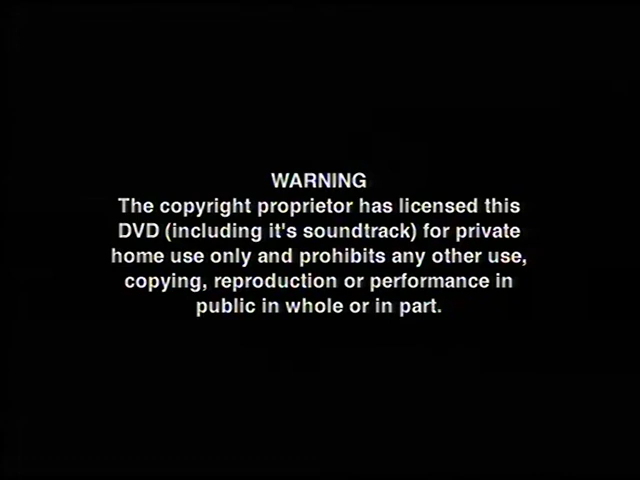 WARNING
The copyright proprietor has licensed this
DVD (including it's soundtrack) for private
home use only and prohibits any other use,
copying, reproduction or performance in
public in whole or in part.